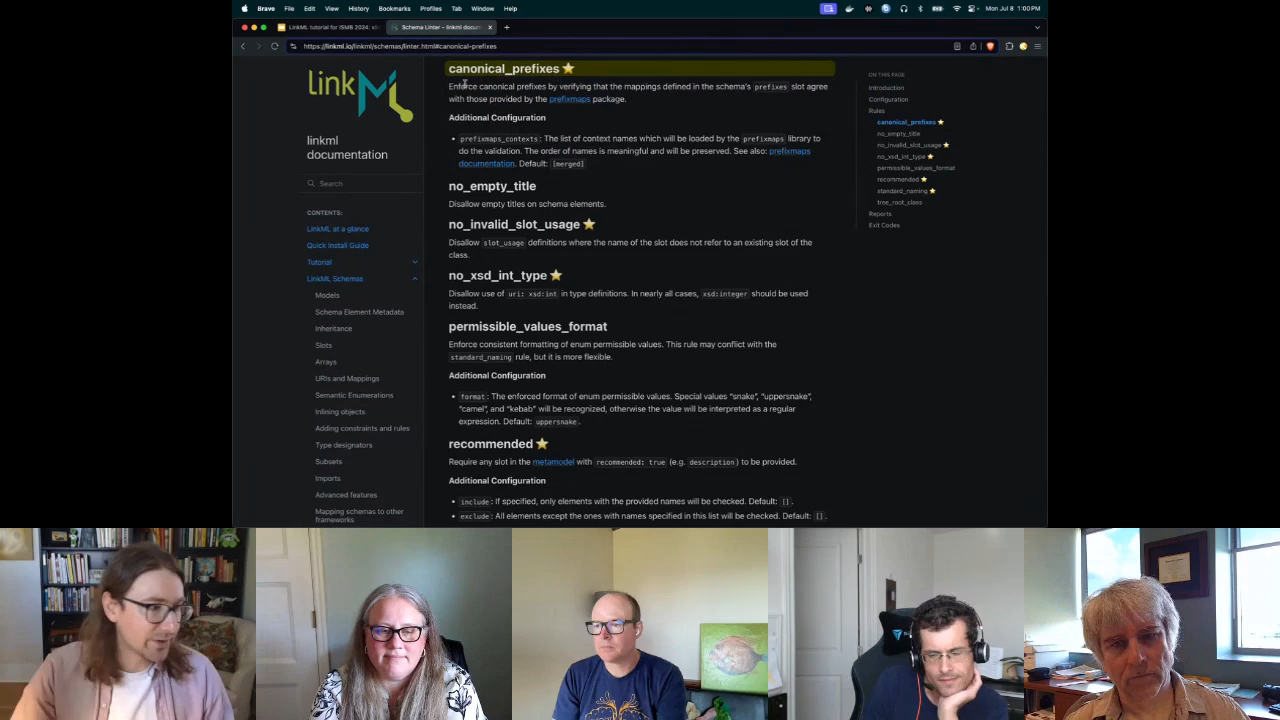 Brave File Edit View History Bookmarks Profiles Tab Window Help Mon Jul 8 1:00 PM
LinkML tutorial for ISMB 2024: Schema Linter – linkml docum
https://linkml.io/linkml/schemas/linter.html#canonical-prefixes
link ML
linkml
documentation
Search
CONTENTS:
LinkML at a glance
Quick Install Guide
Tutorial
LinkML Schemas
Models
Schema Element Metadata
Inheritance
Slots
Arrays
URIs and Mappings
Semantic Enumerations
Inlining objects
Adding constraints and rules
Type designators
Subsets
Imports
Advanced features
Mapping schemas to other
frameworks
canonical_prefixes
Enforce canonical prefixes by verifying that the mappings defined in the schema's prefixes slot agree
with those provided by the prefixmaps package.
Additional Configuration
• prefixmaps_contexts: The list of context names which will be loaded by the prefixmaps library to
do the validation. The order of names is meaningful and will be preserved. See also: prefixmaps
documentation. Default: [merged]
no_empty_title
Disallow empty titles on schema elements.
no_invalid_slot_usage
Disallow slot_usage definitions where the name of the slot does not refer to an existing slot of the
class.
no_xsd_int_type
Disallow use of uri: xsd:int in type definitions. In nearly all cases, xsd:integer should be used
instead.
permissible_values_format
Enforce consistent formatting of enum permissible values. This rule may conflict with the
standard_naming rule, but it is more flexible.
Additional Configuration
• format: The enforced format of enum permissible values. Special values “snake”, “uppersnake”,
“camel”, and “kebab” will be recognized, otherwise the value will be interpreted as a regular
expression. Default: uppersnake.
recommended
Require any slot in the metamodel with recommended: true (e.g. description) to be provided.
Additional Configuration
• include: If specified, only elements with the provided names will be checked. Default: [].
• exclude: All elements except the ones with names specified in this list will be checked. Default: [].
ON THIS PAGE
Introduction
Configuration
Rules
canonical_prefixes
no_empty_title
no_invalid_slot_usage
no_xsd_int_type
permissible_values_format
recommended
standard_naming
tree_root_class
Reports
Exit Codes